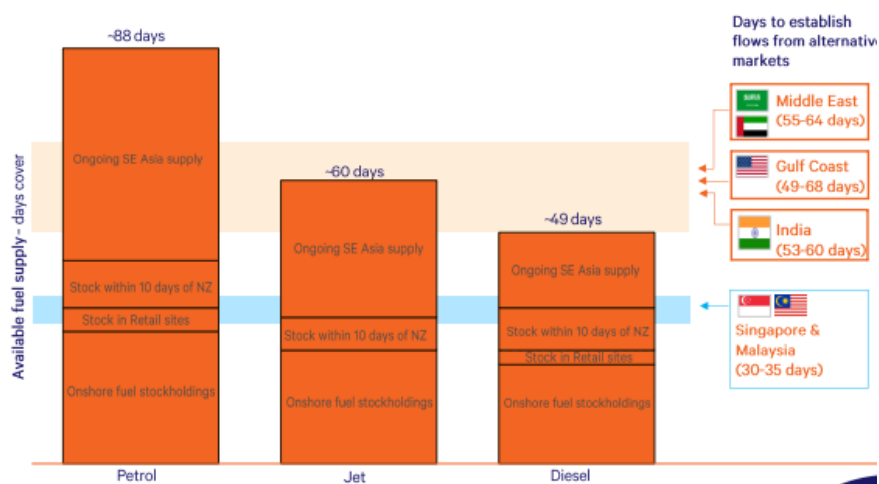 Days to establish
flows from alternative
markets
~88 days
~60 days
~49 days
Available fuel supply – days cover
Ongoing SE Asia supply
Stock within 10 days of NZ
Stock in Retail sites
Onshore fuel stockholdings
Ongoing SE Asia supply
Stock within 10 days of NZ
Onshore fuel stockholdings
Ongoing SE Asia supply
Stock within 10 days of NZ
Stock in Retail sites
Onshore fuel stockholdings
Middle East
(55-64 days)
Gulf Coast
(49-68 days)
India
(53-60 days)
Singapore &
Malaysia
(30-35 days)
Petrol
Jet
Diesel